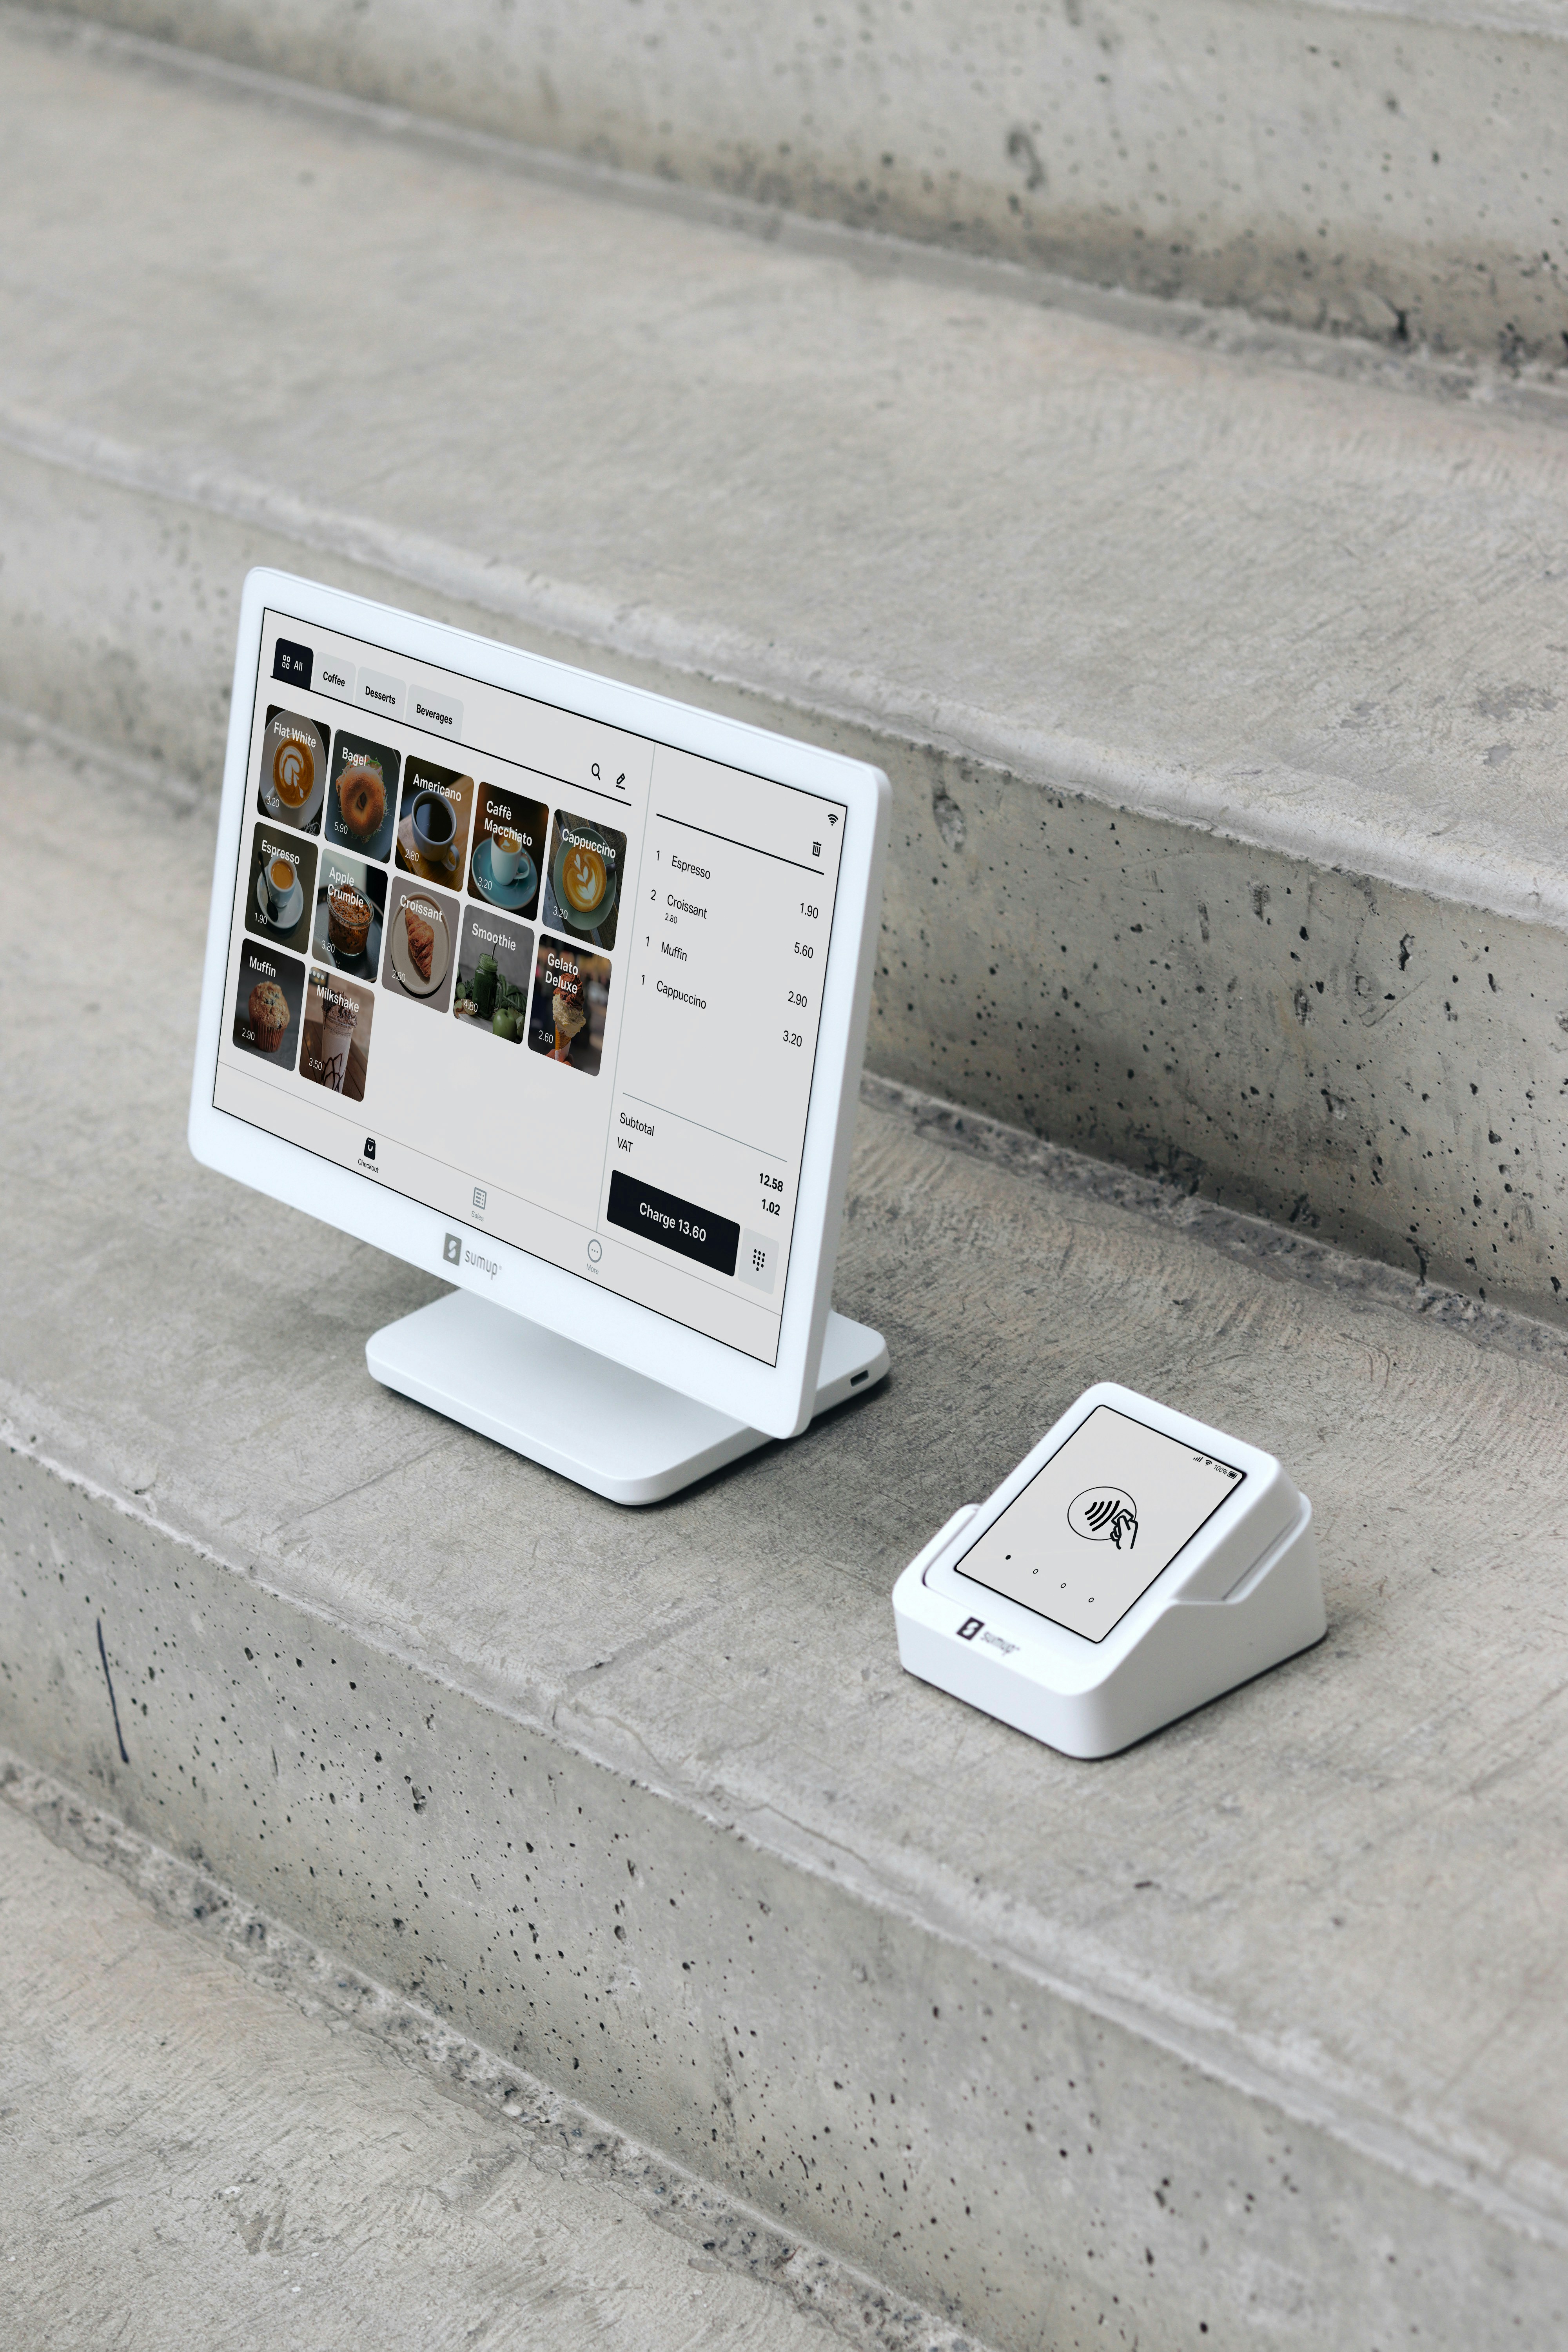 All
Coffee
Desserts
Beverages
Flat White
3.20
Bagel
5.90
Americano
2.60
Caffè
Macchiato
3.20
Cappuccino
3.20
Espresso
1.90
Apple
Crumble
3.80
Croissant
2.80
Smoothie
4.80
Gelato
Deluxe
2.60
Muffin
2.90
Milkshake
3.50
1 Espresso 1.90
2 Croissant 5.60
2.80
1 Muffin 2.90
1 Cappuccino 3.20
Subtotal 12.58
VAT 1.02
Charge 13.60
Checkout
Sales
More
sumup
100%
sumup